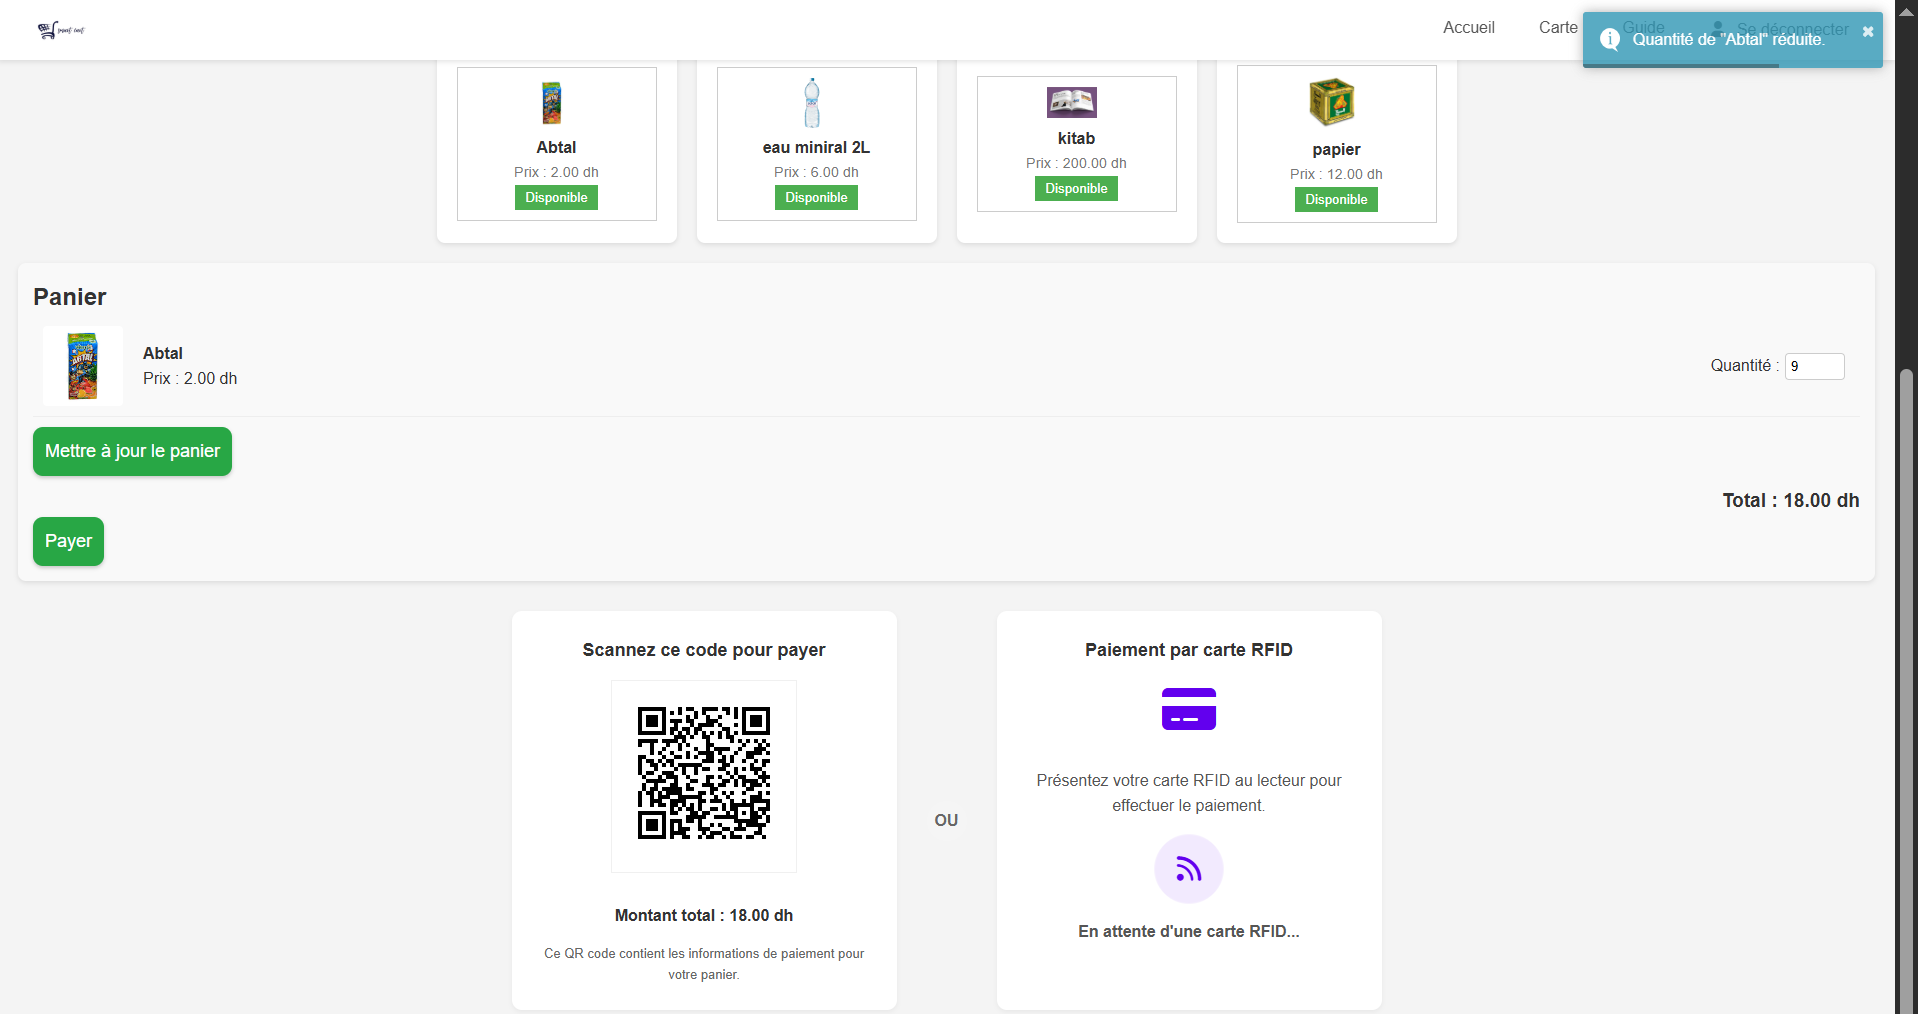 Accueil
Carte
Guide
Se déconnecter
Quantité de "Abtal" réduite.
Abtal
Prix : 2.00 dh
Disponible
eau miniral 2L
Prix : 6.00 dh
Disponible
kitab
Prix : 200.00 dh
Disponible
papier
Prix : 12.00 dh
Disponible
Panier
ABTAL
Abtal
Prix : 2.00 dh
Quantité : 9
Mettre à jour le panier
Total : 18.00 dh
Payer
Scannez ce code pour payer
Montant total : 18.00 dh
Ce QR code contient les informations de paiement pour
votre panier.
OU
Paiement par carte RFID
Présentez votre carte RFID au lecteur pour
effectuer le paiement.
En attente d'une carte RFID...